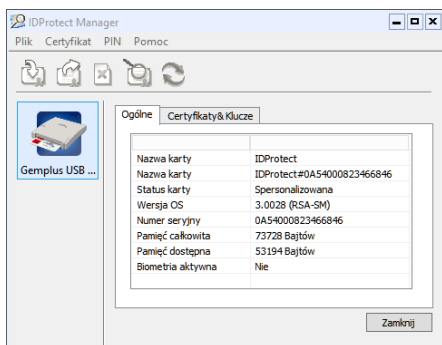 IDProtect Manager
Plik Certyfikat PIN Pomoc
Gemplus USB ...
Ogólne Certyfikaty& Klucze
Nazwa karty IDProtect
Nazwa karty IDProtect#0A54000823466846
Status karty Spersonalizowana
Wersja OS 3.0028 (RSA-SM)
Numer seryjny 0A54000823466846
Pamięć całkowita 73728 Bajtów
Pamięć dostępna 53194 Bajtów
Biometria aktywna Nie
Zamknij